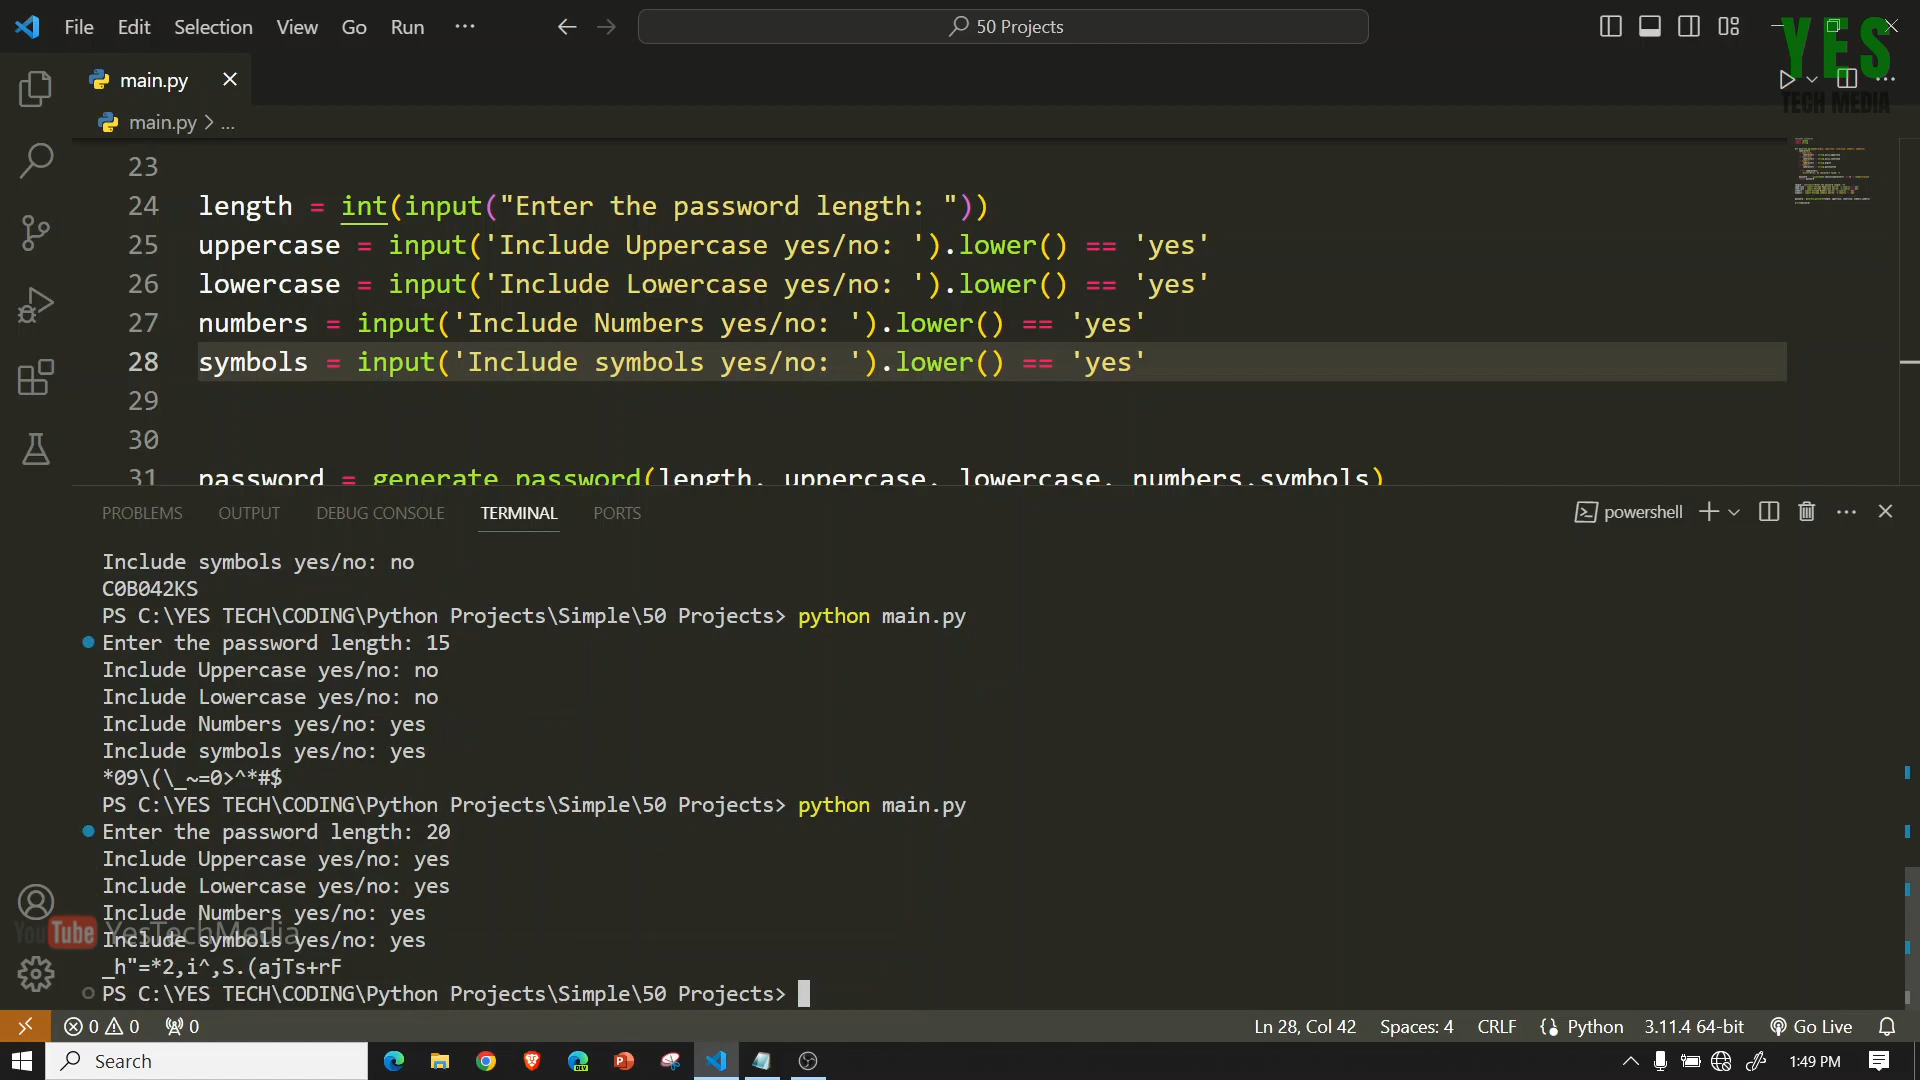 File Edit Selection View Go Run ··· 50 Projects
YES
TECH MEDIA
main.py
main.py > ...
23
24 length = int(input("Enter the password length: "))
25 uppercase = input('Include Uppercase yes/no: ').lower() == 'yes'
26 lowercase = input('Include Lowercase yes/no: ').lower() == 'yes'
27 numbers = input('Include Numbers yes/no: ').lower() == 'yes'
28 symbols = input('Include symbols yes/no: ').lower() == 'yes'
29
30
31 password = generate_password(length, uppercase, lowercase, numbers,symbols)
PROBLEMS OUTPUT DEBUG CONSOLE TERMINAL PORTS powershell
Include symbols yes/no: no
C0B042KS
PS C:\YES TECH\CODING\Python Projects\Simple\50 Projects> python main.py
Enter the password length: 15
Include Uppercase yes/no: no
Include Lowercase yes/no: no
Include Numbers yes/no: yes
Include symbols yes/no: yes
*09\(\_~=0>^*#$
PS C:\YES TECH\CODING\Python Projects\Simple\50 Projects> python main.py
Enter the password length: 20
Include Uppercase yes/no: yes
Include Lowercase yes/no: yes
Include Numbers yes/no: yes
YouTube YesTechMedia
Include symbols yes/no: yes
_h"=*2,i^,S.(ajTs+rF
PS C:\YES TECH\CODING\Python Projects\Simple\50 Projects>
0 0 0 Ln 28, Col 42 Spaces: 4 CRLF Python 3.11.4 64-bit Go Live
Search 1:49 PM